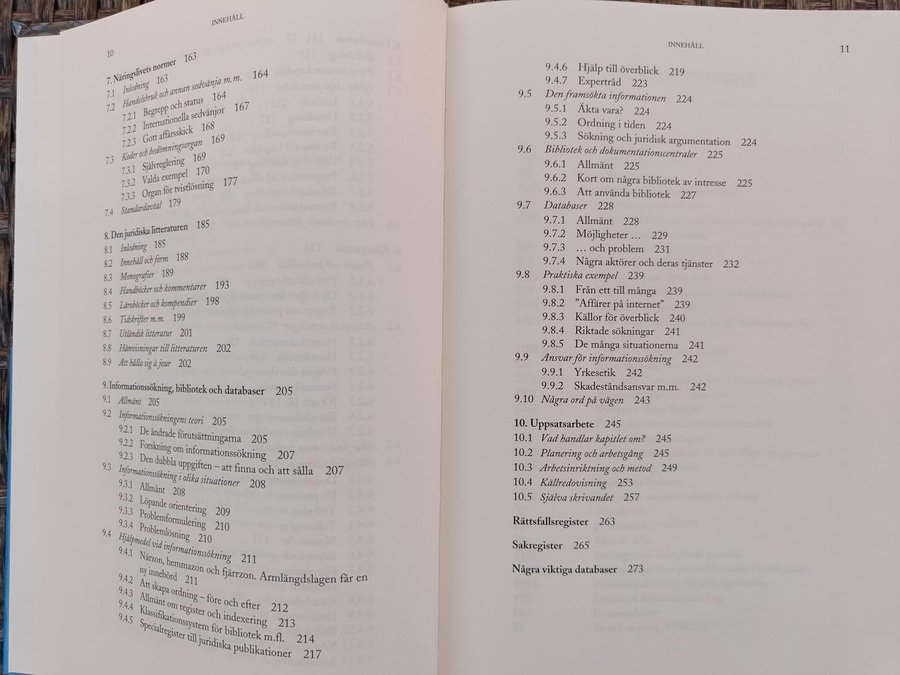 INNEHÅLL
10
7. Näringslivets normer 163
7.1 Inledning 163
7.2 Handelsbruk och annan sedvänja m.m. 164
7.2.1 Begrepp och status 164
7.2.2 Internationella sedvänjor 167
7.2.3 Gott affärsskick 168
7.3 Koder och bedömningsorgan 169
7.3.1 Självreglering 169
7.3.2 Valda exempel 170
7.3.3 Organ för tvistlösning 177
7.4 Standardavtal 179
8. Den juridiska litteraturen 185
8.1 Inledning 185
8.2 Innehåll och form 188
8.3 Monografier 189
8.4 Handböcker och kommentarer 193
8.5 Läroböcker och kompendier 198
8.6 Tidskrifter m.m. 199
8.7 Utländsk litteratur 201
8.8 Hänvisningar till litteraturen 202
8.9 Att hålla sig à jour 202
9. Informationssökning, bibliotek och databaser 205
9.1 Allmänt 205
9.2 Informationssökningens teori 205
9.2.1 De ändrade förutsättningarna 205
9.2.2 Forskning om informationssökning 207
9.2.3 Den dubbla uppgiften – att finna och att sålla 207
9.3 Informationssökning i olika situationer 208
9.3.1 Allmänt 208
9.3.2 Löpande orientering 209
9.3.3 Problemformulering 210
9.3.4 Problemlösning 210
9.4 Hjälpmedel vid informationssökning 211
9.4.1 Närzon, hemmazon och fjärrzon. Armlängdslagen får en
ny innebörd 211
9.4.2 Att skapa ordning – före och efter 212
9.4.3 Allmänt om register och indexering 213
9.4.4 Klassifikationssystem för bibliotek m.fl. 214
9.4.5 Specialregister till juridiska publikationer 217
INNEHÅLL
11
9.4.6 Hjälp till överblick 219
9.4.7 Expertråd 223
9.5 Den framsökta informationen 224
9.5.1 Äkta vara? 224
9.5.2 Ordning i tiden 224
9.5.3 Sökning och juridisk argumentation 224
9.6 Bibliotek och dokumentationscentraler 225
9.6.1 Allmänt 225
9.6.2 Kort om några bibliotek av intresse 225
9.6.3 Att använda bibliotek 227
9.7 Databaser 228
9.7.1 Allmänt 228
9.7.2 Möjligheter … 229
9.7.3 … och problem 231
9.7.4 Några aktörer och deras tjänster 232
9.8 Praktiska exempel 239
9.8.1 Från ett till många 239
9.8.2 ”Affärer på internet” 239
9.8.3 Källor för överblick 240
9.8.4 Riktade sökningar 241
9.8.5 De många situationerna 241
9.9 Ansvar för informationssökning 242
9.9.1 Yrkesetik 242
9.9.2 Skadeståndsansvar m.m. 242
9.10 Några ord på vägen 243
10. Uppsatsarbete 245
10.1 Vad handlar kapitlet om? 245
10.2 Planering och arbetsgång 245
10.3 Arbetsinriktning och metod 249
10.4 Källredovisning 253
10.5 Själva skrivandet 257
Rättsfallsregister 263
Sakregister 265
Några viktiga databaser 273